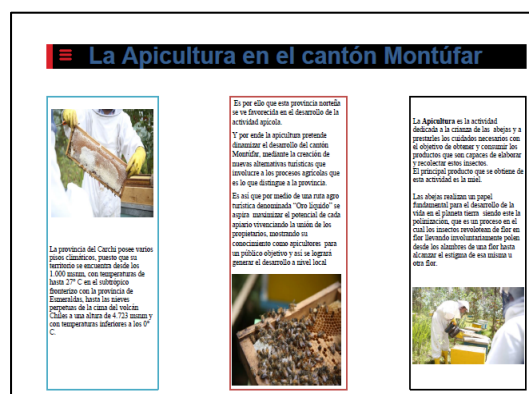 La Apicultura en el cantón Montúfar
La provincia del Carchi posee varios
pisos climáticos, puesto que su
territorio se encuentra desde los
1.000 msnm, con temperaturas de
hasta 27° C en el subtrópico
fronterizo con la provincia de
Esmeraldas, hasta las nieves
perpetuas de la cima del volcán
Chiles a una altura de 4.723 msnm y
con temperaturas inferiores a los 0°
C.
Es por ello que esta provincia norteña
se ve favorecida en el desarrollo de la
actividad apícola.
Y por ende la apicultura pretende
dinamizar el desarrollo del cantón
Montúfar, mediante la creación de
nuevas alternativas turísticas que
involucre a los procesos agrícolas que
es lo que distingue a la provincia.
Es así que por medio de una ruta agro
turística denominada "Oro líquido" se
aspira maximizar el potencial de cada
apiario vivenciando la unión de los
propietarios, mostrando su
conocimiento como apicultores para
un público objetivo y así se logrará
generar el desarrollo a nivel local
La Apicultura es la actividad
dedicada a la crianza de las abejas y a
prestarles los cuidados necesarios con
el objetivo de obtener y consumir los
productos que son capaces de elaborar
y recolectar estos insectos.
El principal producto que se obtiene de
esta actividad es la miel.
Las abejas realizan un papel
fundamental para el desarrollo de la
vida en el planeta tierra siendo este la
polinización, que es un proceso en el
cual los insectos revolotean de flor en
flor llevando involuntariamente polen
desde los alambres de una flor hasta
alcanzar el estigma de esa misma u
otra flor.